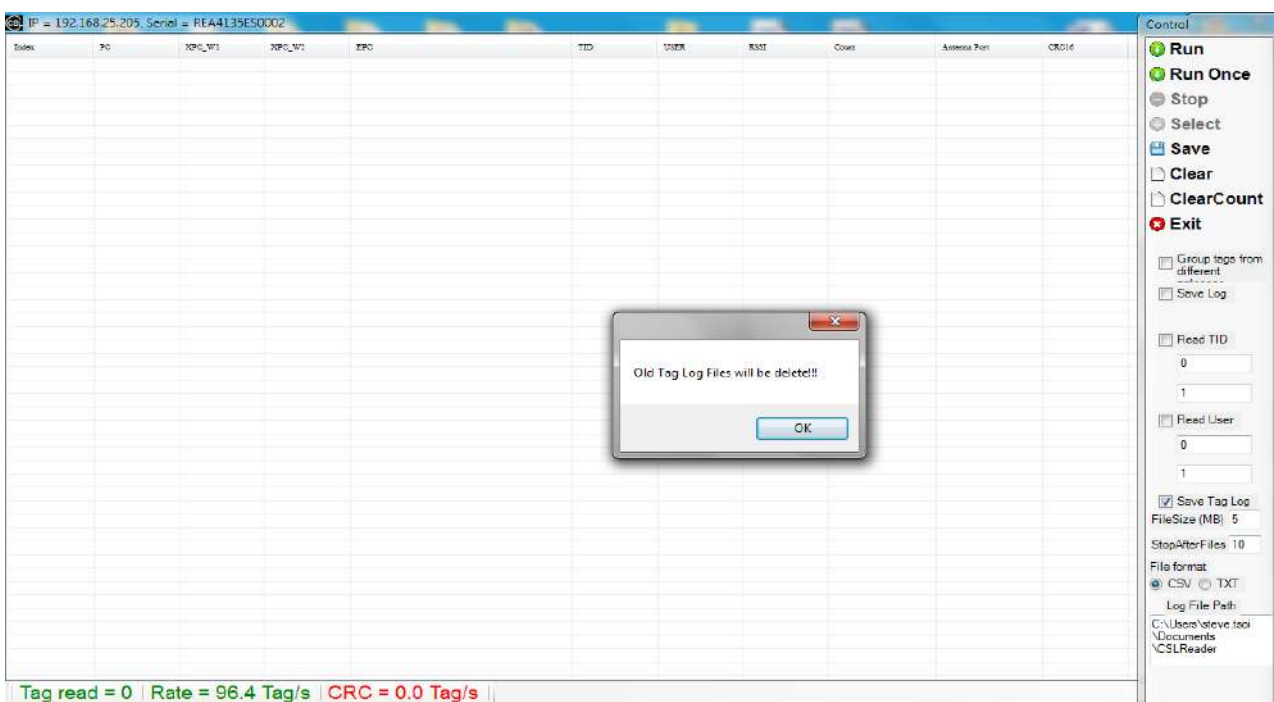 IP = 192.168.25.205, Serial = REA4135ES0002
Control
Index PC XPC_W1 XPC_W2 EPC TID USER RSSI Count Antenna Port CRC16
Run
Run Once
Stop
Select
Save
Clear
ClearCount
Exit
Group tags from
different
Save Log
Read TID
0
1
Read User
0
1
Save Tag Log
FileSize (MB) 5
StopAfterFiles 10
File format
CSV TXT
Log File Path
C:\Users\steve.tsoi
\Documents
\CSLReader
Old Tag Log Files will be delete!!!
OK
Tag read = 0 Rate = 96.4 Tag/s CRC = 0.0 Tag/s